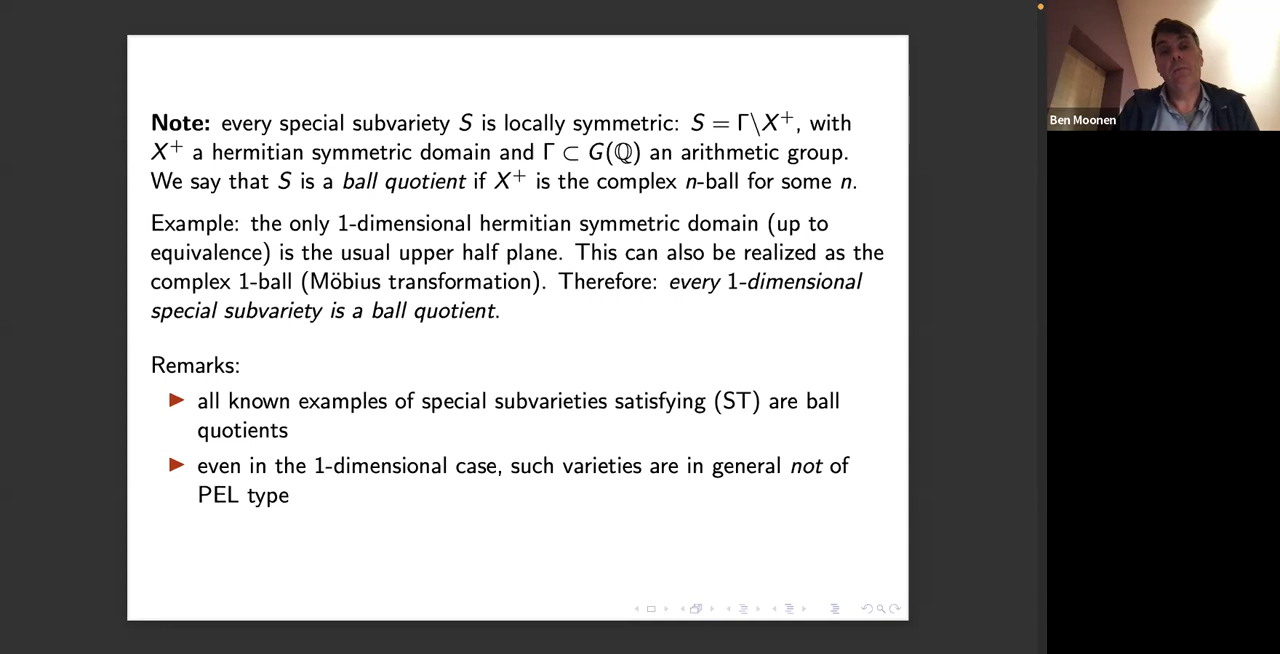 Note: every special subvariety S is locally symmetric: S = Γ\X⁺, with
X⁺ a hermitian symmetric domain and Γ ⊂ G(ℚ) an arithmetic group.
We say that S is a ball quotient if X⁺ is the complex n-ball for some n.
Example: the only 1-dimensional hermitian symmetric domain (up to
equivalence) is the usual upper half plane. This can also be realized as the
complex 1-ball (Möbius transformation). Therefore: every 1-dimensional
special subvariety is a ball quotient.
Remarks:
▶ all known examples of special subvarieties satisfying (ST) are ball
quotients
▶ even in the 1-dimensional case, such varieties are in general not of
PEL type
Ben Moonen